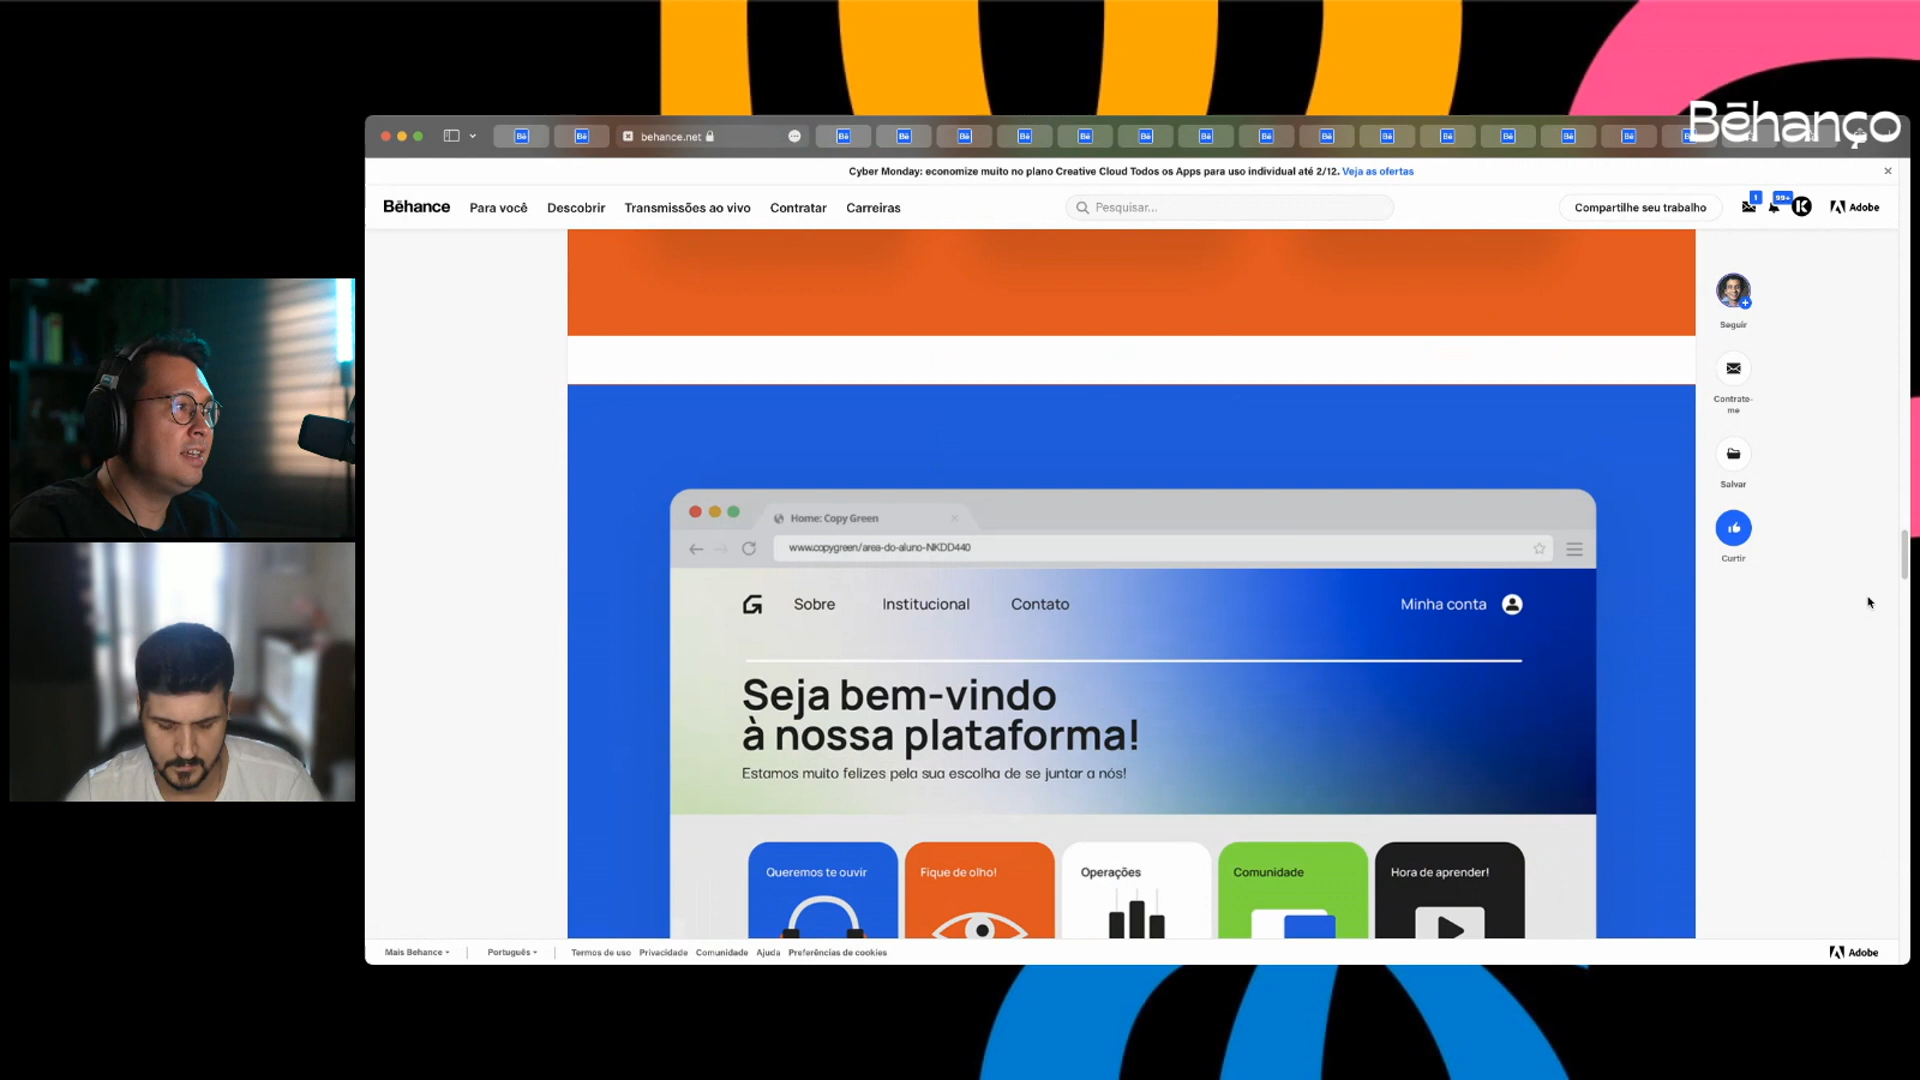 Bēhanço
behance.net
Cyber Monday: economize muito no plano Creative Cloud Todos os Apps para uso individual até 2/12. Veja as ofertas
Bēhance Para você Descobrir Transmissões ao vivo Contratar Carreiras Pesquisar... Compartilhe seu trabalho 1 99+ Adobe
Seguir
Contrate-
me
Salvar
Curtir
Home: Copy Green
www.copygreen/area-do-aluno-NKDD440
Sobre Institucional Contato Minha conta
Seja bem-vindo
à nossa plataforma!
Estamos muito felizes pela sua escolha de se juntar a nós!
Queremos te ouvir Fique de olho! Operações Comunidade Hora de aprender!
Mais Behance Português Termos de uso Privacidade Comunidade Ajuda Preferências de cookies Adobe